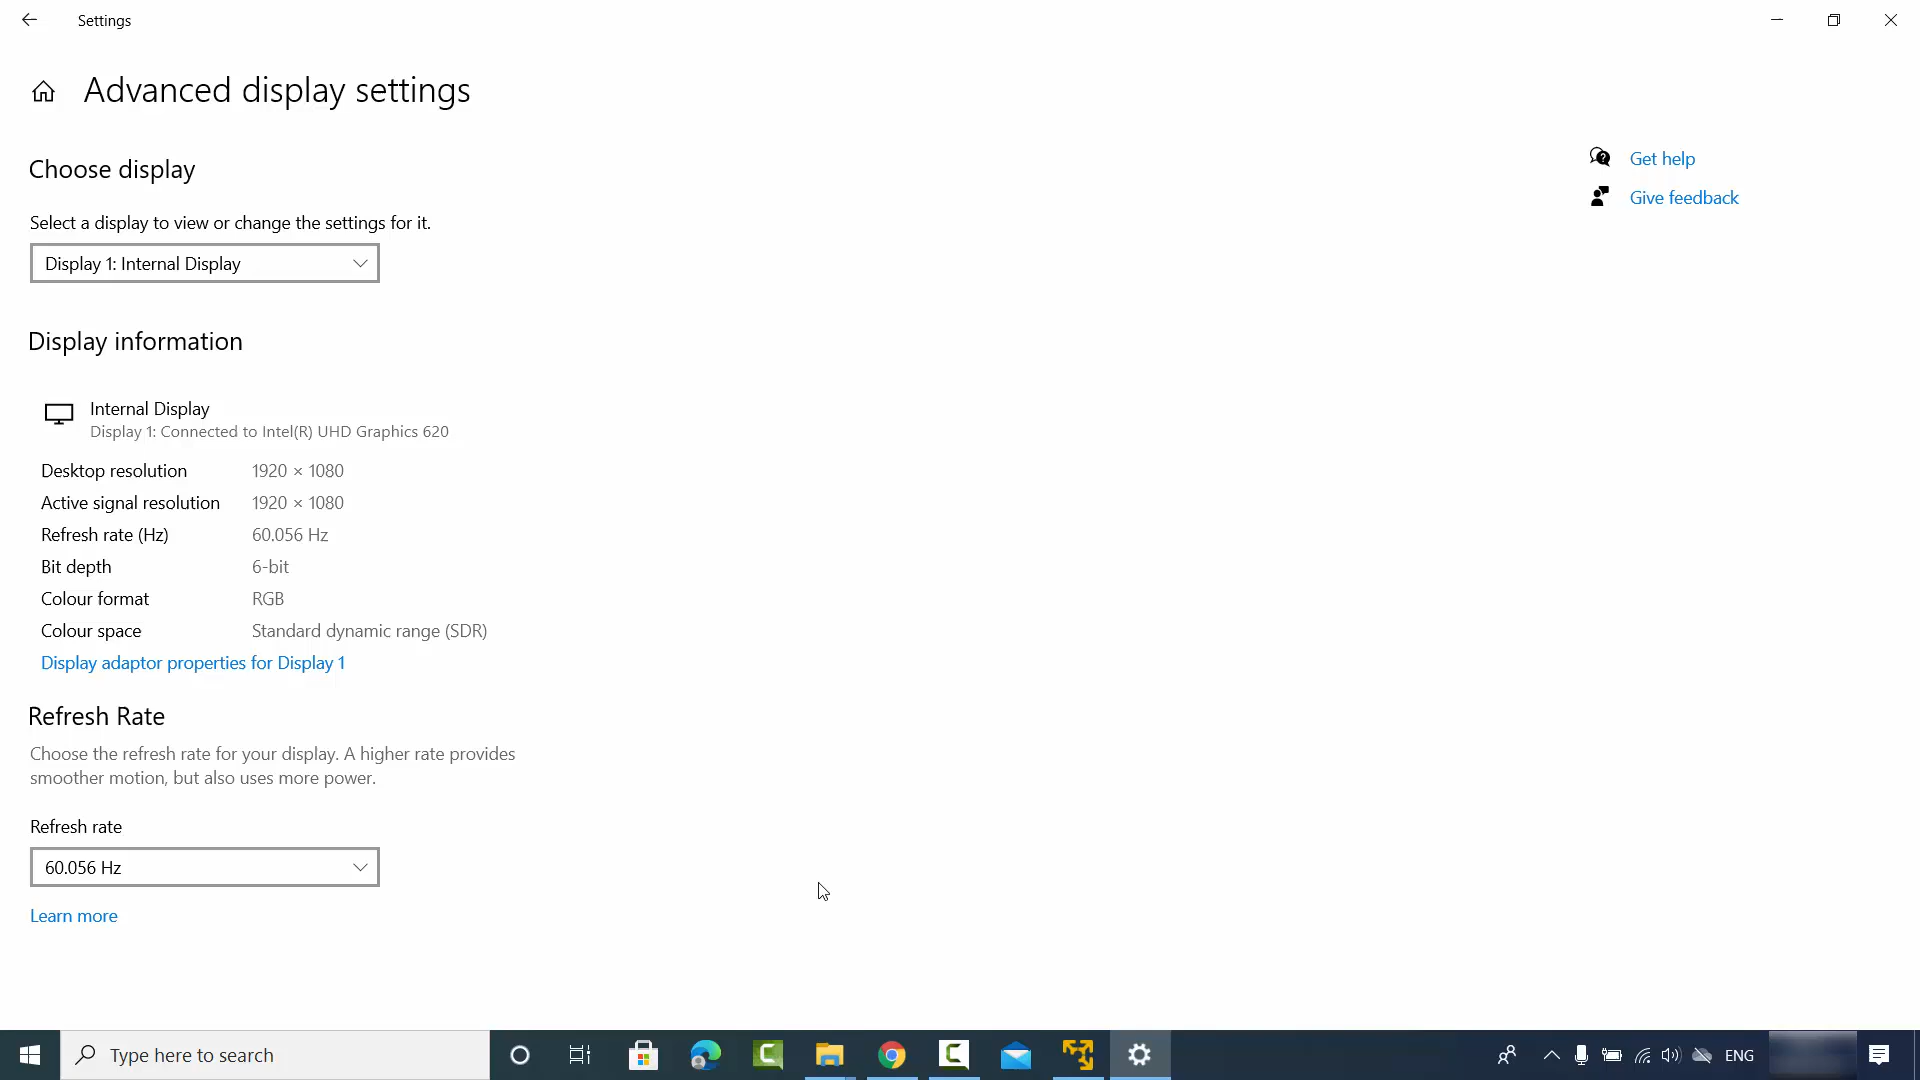 Settings
Advanced display settings
Choose display
Select a display to view or change the settings for it.
Display 1: Internal Display
Get help
Give feedback
Display information
Internal Display
Display 1: Connected to Intel(R) UHD Graphics 620
Desktop resolution 1920 × 1080
Active signal resolution 1920 × 1080
Refresh rate (Hz) 60.056 Hz
Bit depth 6-bit
Colour format RGB
Colour space Standard dynamic range (SDR)
Display adaptor properties for Display 1
Refresh Rate
Choose the refresh rate for your display. A higher rate provides
smoother motion, but also uses more power.
Refresh rate
60.056 Hz
Learn more
Type here to search
ENG